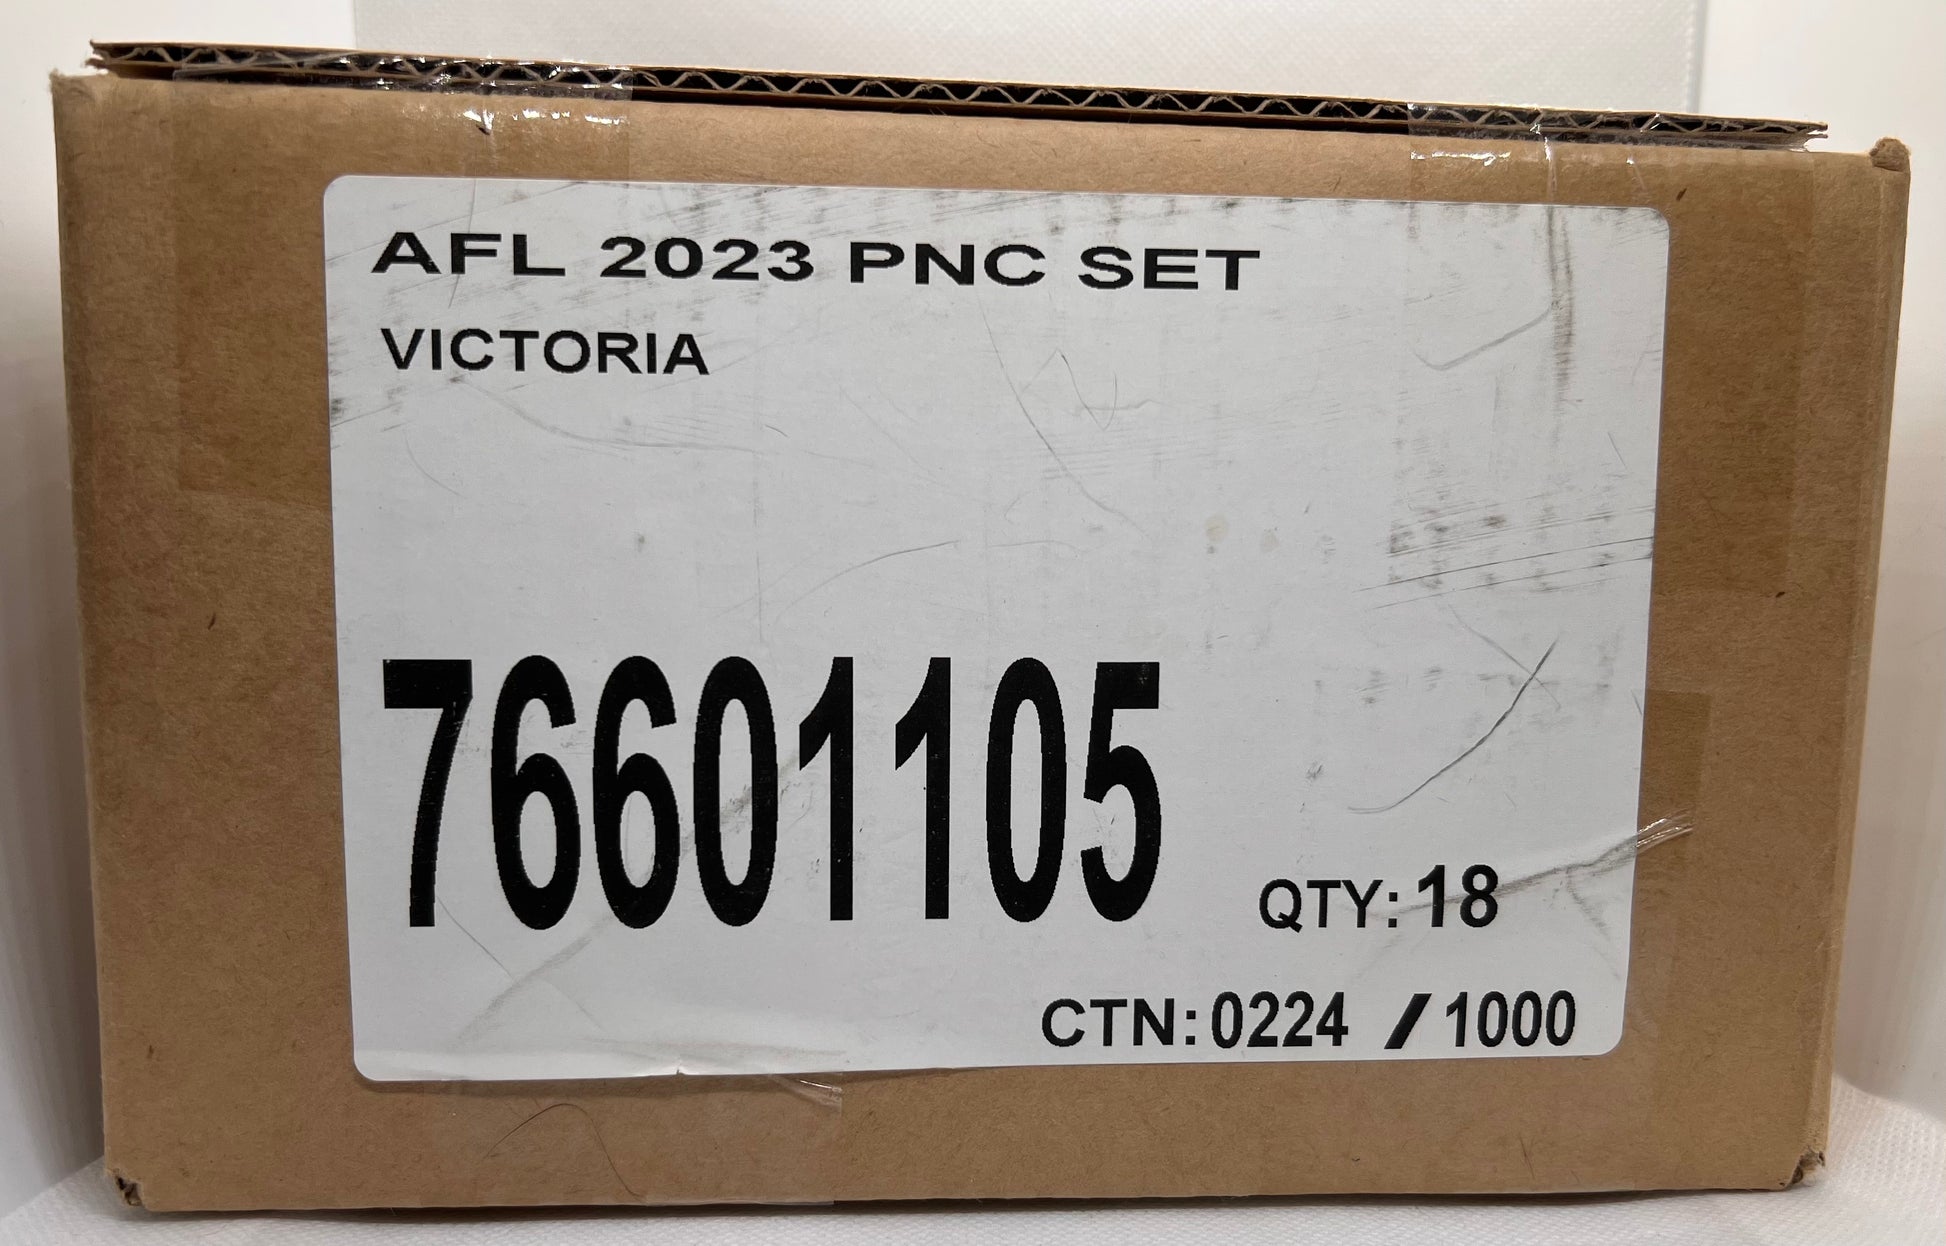 AFL 2023 PNC SET
VICTORIA
76601105
QTY: 18
CTN: 0224 / 1000